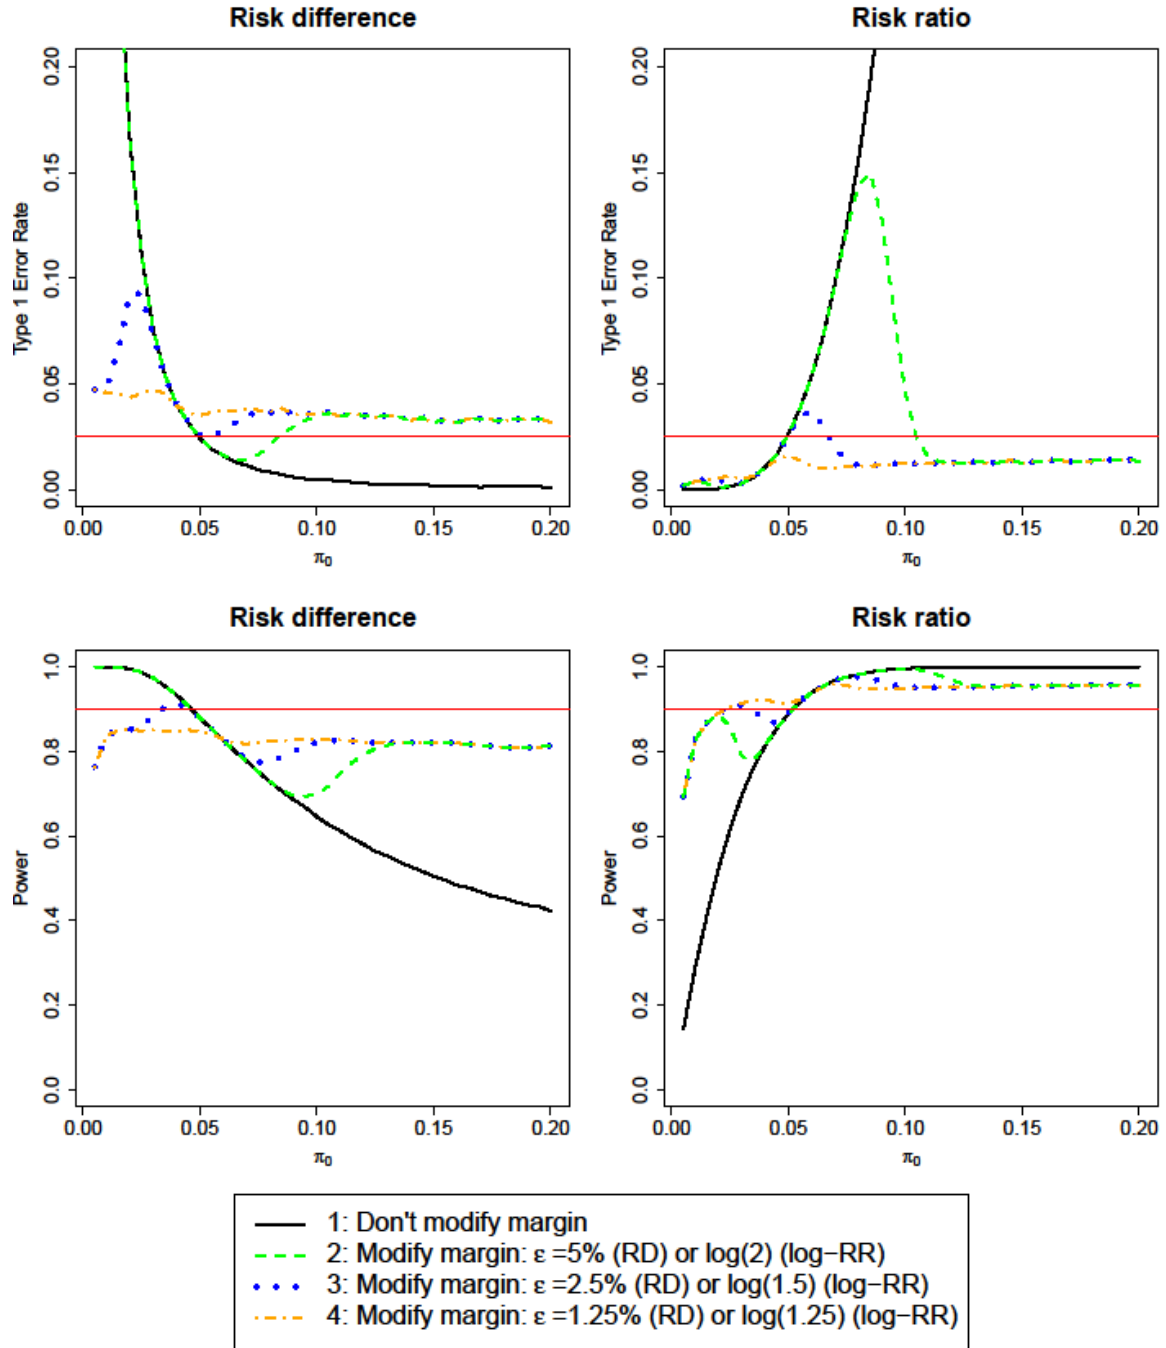 Risk difference
Risk ratio
Type 1 Error Rate
0.00 0.05 0.10 0.15 0.20
0.00 0.05 0.10 0.15 0.20
π0
Type 1 Error Rate
0.00 0.05 0.10 0.15 0.20
0.00 0.05 0.10 0.15 0.20
π0
Risk difference
Risk ratio
Power
0.0 0.2 0.4 0.6 0.8 1.0
0.00 0.05 0.10 0.15 0.20
π0
Power
0.0 0.2 0.4 0.6 0.8 1.0
0.00 0.05 0.10 0.15 0.20
π0
1: Don't modify margin
2: Modify margin: ε =5% (RD) or log(2) (log−RR)
3: Modify margin: ε =2.5% (RD) or log(1.5) (log−RR)
4: Modify margin: ε =1.25% (RD) or log(1.25) (log−RR)